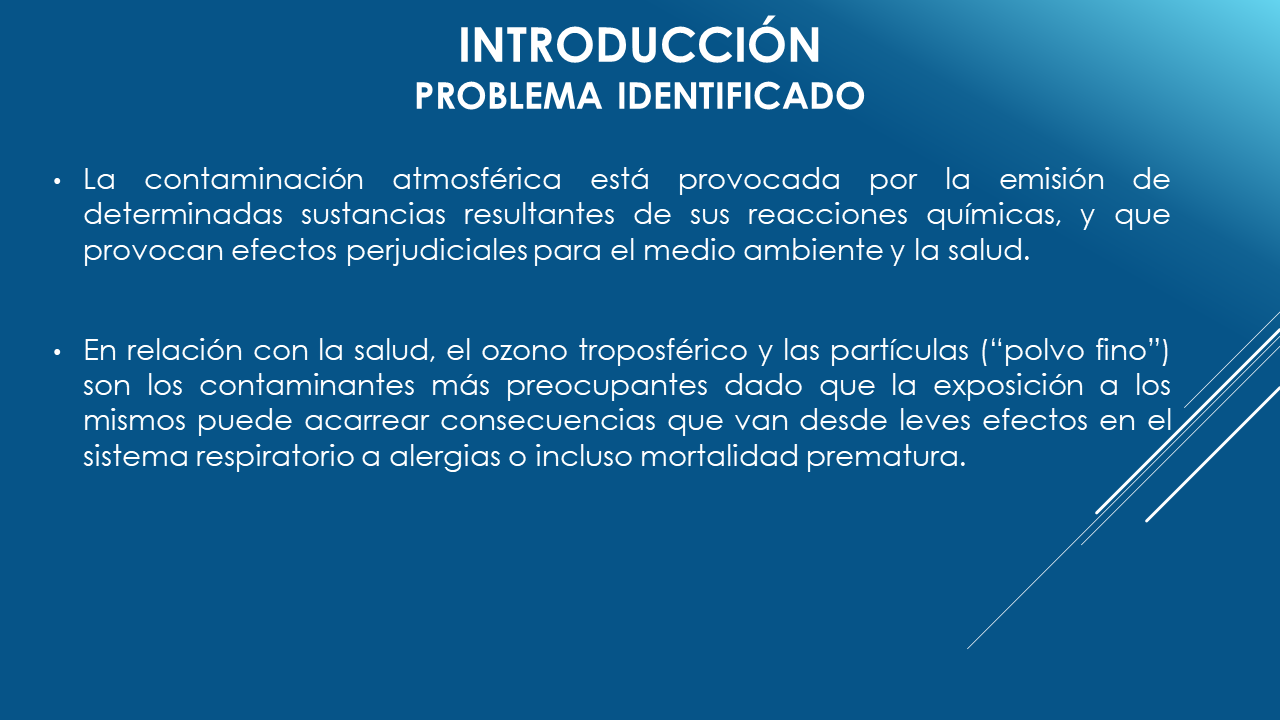 INTRODUCCIÓN
PROBLEMA IDENTIFICADO
• La contaminación atmosférica está provocada por la emisión de
determinadas sustancias resultantes de sus reacciones químicas, y que
provocan efectos perjudiciales para el medio ambiente y la salud.
• En relación con la salud, el ozono troposférico y las partículas (“polvo fino”)
son los contaminantes más preocupantes dado que la exposición a los
mismos puede acarrear consecuencias que van desde leves efectos en el
sistema respiratorio a alergias o incluso mortalidad prematura.